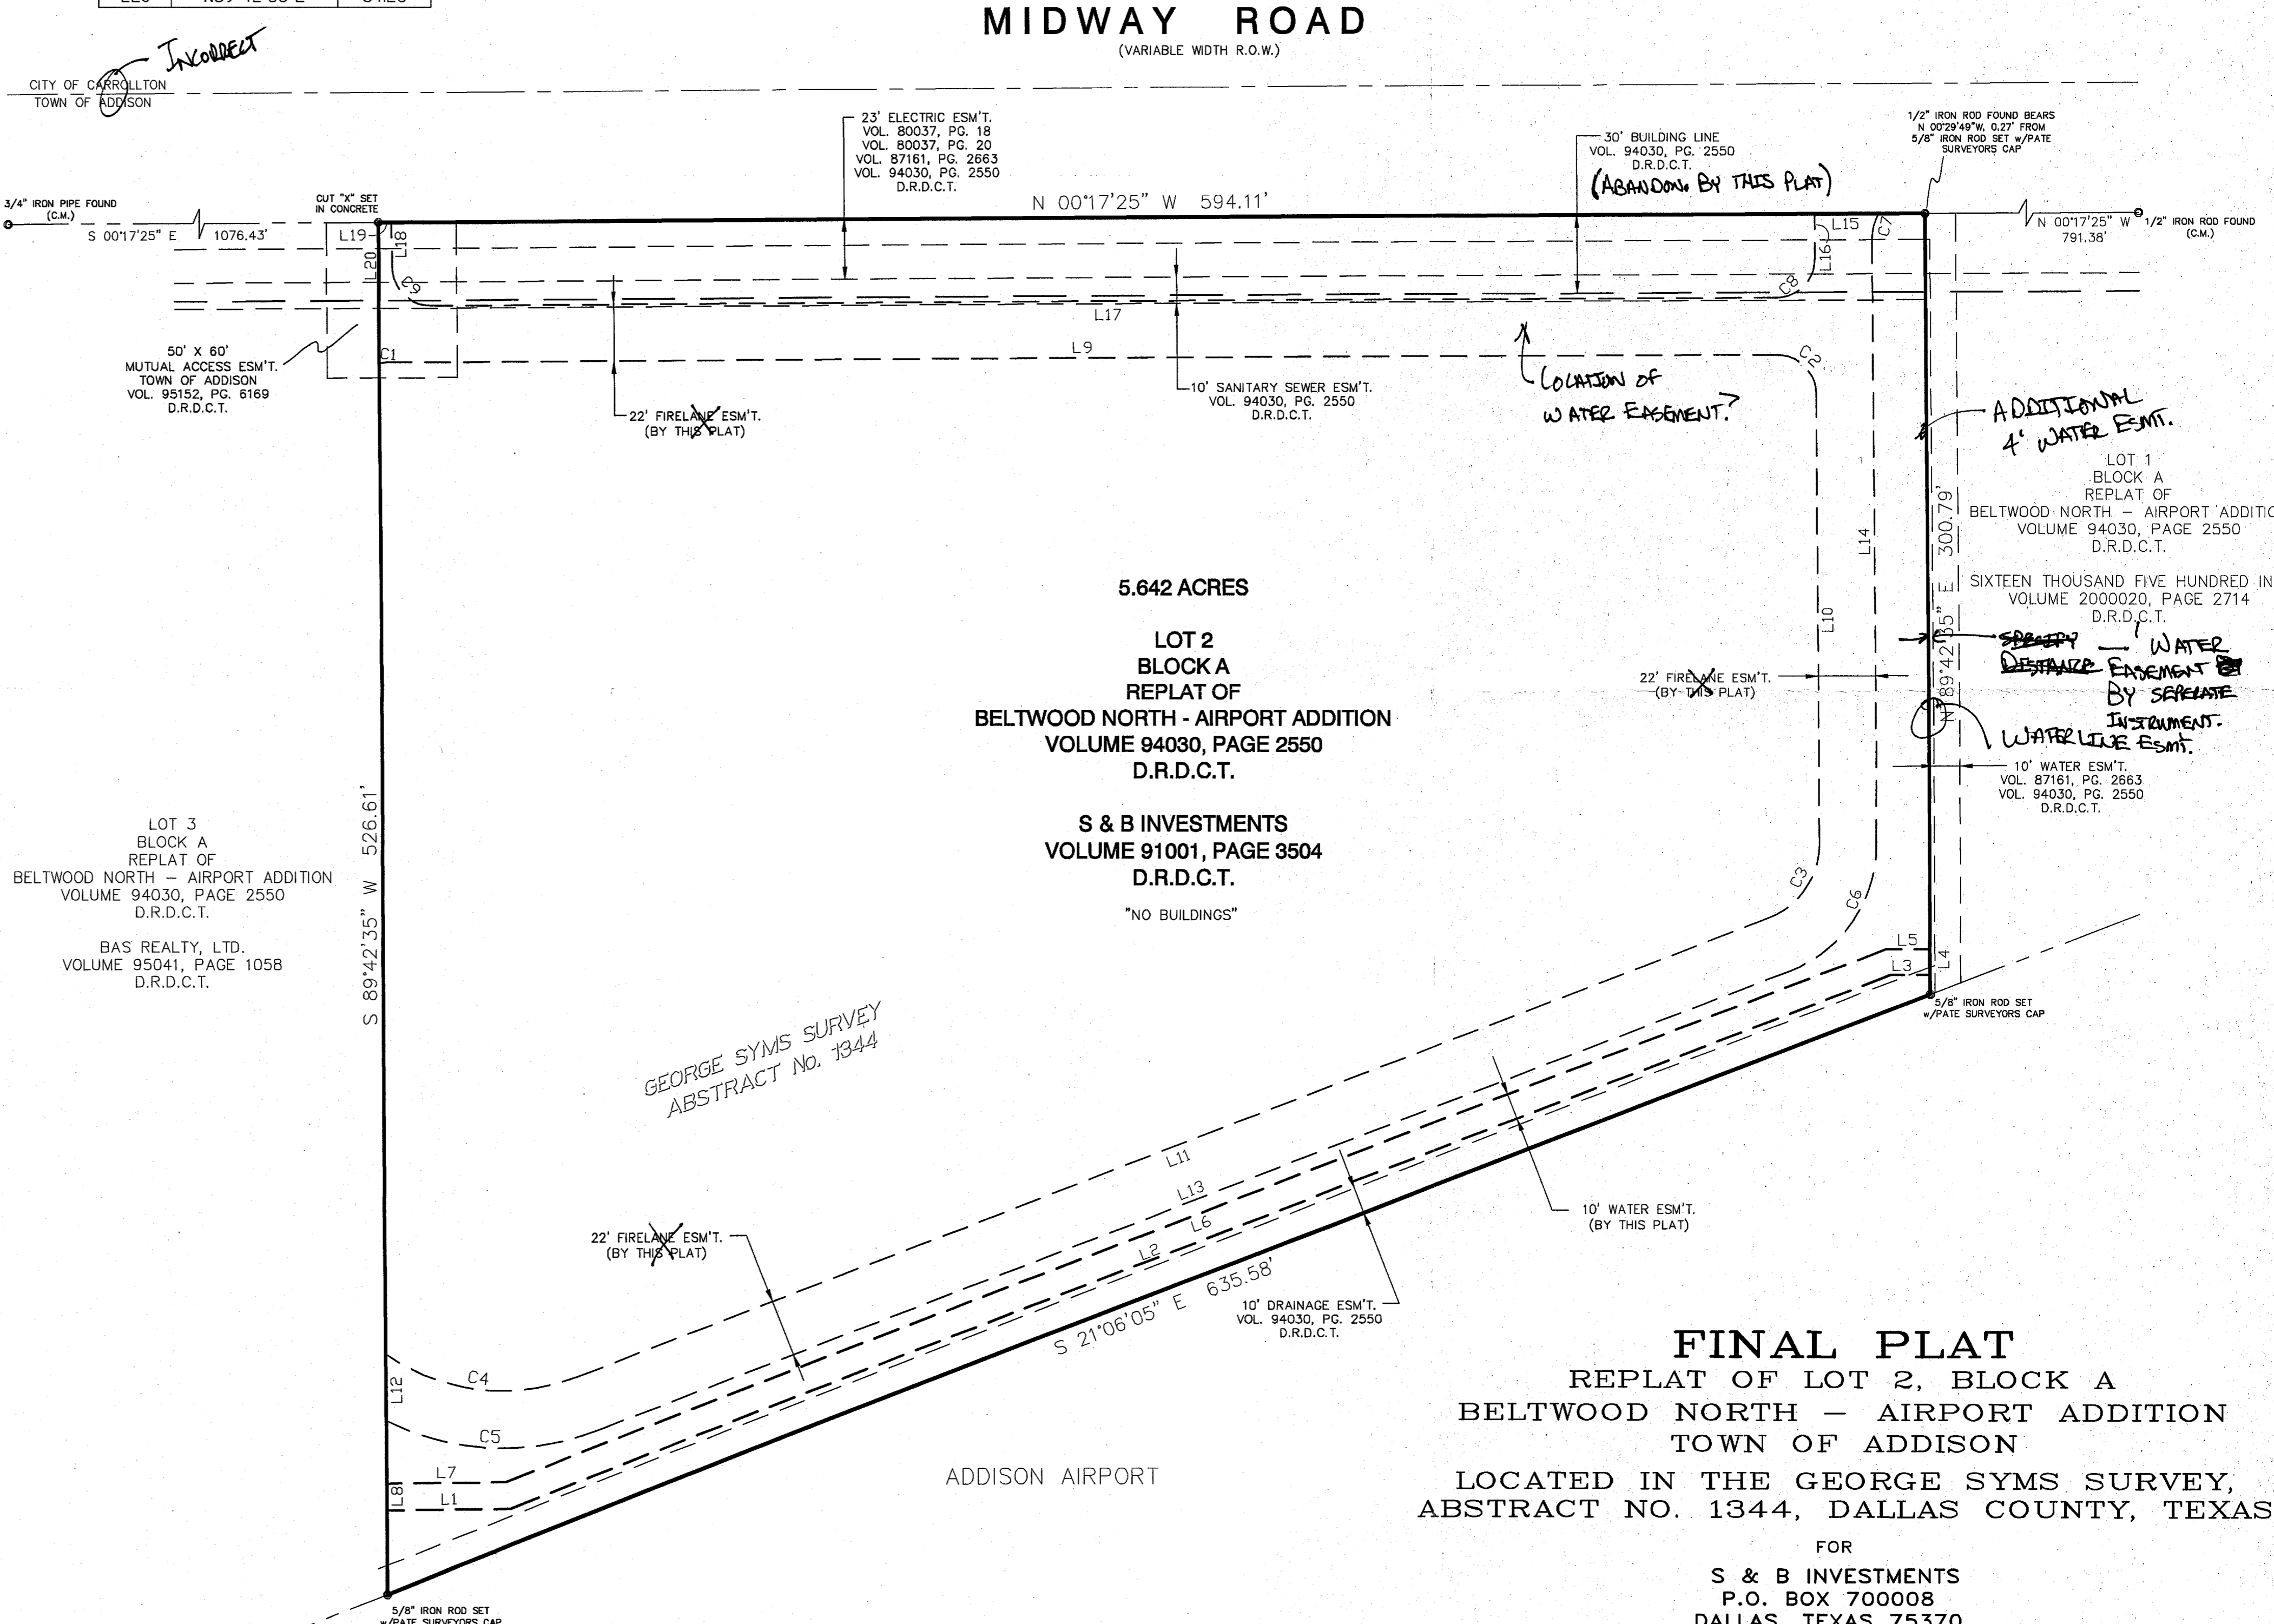 MIDWAY ROAD
(VARIABLE WIDTH R.O.W.)
INCORRECT
CITY OF CARROLLTON
TOWN OF ADDISON
23' ELECTRIC ESM'T.
VOL. 80037, PG. 18
VOL. 80037, PG. 20
VOL. 87161, PG. 2663
VOL. 94030, PG. 2550
D.R.D.C.T.
30' BUILDING LINE
VOL. 94030, PG. 2550
D.R.D.C.T.
(ABANDON. BY THIS PLAT)
1/2" IRON ROD FOUND BEARS
N 00°29'49"W, 0.27' FROM
5/8" IRON ROD SET w/PATE
SURVEYORS CAP
3/4" IRON PIPE FOUND
(C.M.)
S 00°17'25" E 1076.43'
CUT "X" SET
IN CONCRETE
N 00°17'25" W 594.11'
N 00°17'25" W
791.38'
1/2" IRON ROD FOUND
(C.M.)
L19
L18
L20
C9
L15
L16
C7
C8
L17
C1
L9
C2
50' X 60'
MUTUAL ACCESS ESM'T.
TOWN OF ADDISON
VOL. 95152, PG. 6169
D.R.D.C.T.
22' FIRELANE ESM'T.
(BY THIS PLAT)
10' SANITARY SEWER ESM'T.
VOL. 94030, PG. 2550
D.R.D.C.T.
LOCATION OF
WATER EASEMENT?
ADDITIONAL
4' WATER ESMT.
LOT 1
BLOCK A
REPLAT OF
BELTWOOD NORTH - AIRPORT ADDITIO
VOLUME 94030, PAGE 2550
D.R.D.C.T.
SIXTEEN THOUSAND FIVE HUNDRED IN
VOLUME 2000020, PAGE 2714
D.R.D.C.T.
SPECIFY
DISTANCE
__' WATER
EASEMENT
BY SEPERATE
INSTRUMENT.
WATERLINE ESMT.
10' WATER ESM'T.
VOL. 87161, PG. 2663
VOL. 94030, PG. 2550
D.R.D.C.T.
N 89°42'35" E 300.79'
L14
L10
22' FIRELANE ESM'T.
(BY THIS PLAT)
5.642 ACRES
LOT 2
BLOCK A
REPLAT OF
BELTWOOD NORTH - AIRPORT ADDITION
VOLUME 94030, PAGE 2550
D.R.D.C.T.
S & B INVESTMENTS
VOLUME 91001, PAGE 3504
D.R.D.C.T.
"NO BUILDINGS"
S 89°42'35" W 526.61'
LOT 3
BLOCK A
REPLAT OF
BELTWOOD NORTH - AIRPORT ADDITION
VOLUME 94030, PAGE 2550
D.R.D.C.T.
BAS REALTY, LTD.
VOLUME 95041, PAGE 1058
D.R.D.C.T.
C3
C6
L5
L3
L4
5/8" IRON ROD SET
w/PATE SURVEYORS CAP
GEORGE SYMS SURVEY
ABSTRACT No. 1344
L11
L13
L6
L2
S 21°06'05" E 635.58'
10' WATER ESM'T.
(BY THIS PLAT)
22' FIRELANE ESM'T.
(BY THIS PLAT)
10' DRAINAGE ESM'T.
VOL. 94030, PG. 2550
D.R.D.C.T.
C4
L12
C5
L7
L8
L1
ADDISON AIRPORT
5/8" IRON ROD SET
w/PATE SURVEYORS CAP
FINAL PLAT
REPLAT OF LOT 2, BLOCK A
BELTWOOD NORTH - AIRPORT ADDITION
TOWN OF ADDISON
LOCATED IN THE GEORGE SYMS SURVEY,
ABSTRACT NO. 1344, DALLAS COUNTY, TEXAS
FOR
S & B INVESTMENTS
P.O. BOX 700008
DALLAS, TEXAS 75370